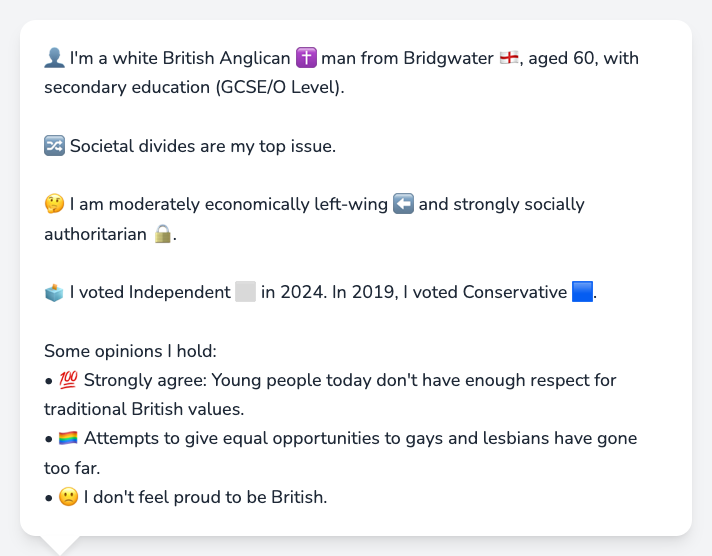 👤 I'm a white British Anglican ✝️ man from Bridgwater 🏴󠁧󠁢󠁥󠁮󠁧󠁿, aged 60, with
secondary education (GCSE/O Level).
🔀 Societal divides are my top issue.
🤔 I am moderately economically left-wing ⬅️ and strongly socially
authoritarian 🔒.
🗳️ I voted Independent ⬜ in 2024. In 2019, I voted Conservative 🟦.
Some opinions I hold:
• 💯 Strongly agree: Young people today don't have enough respect for
traditional British values.
• 🏳️‍🌈 Attempts to give equal opportunities to gays and lesbians have gone
too far.
• 🙁 I don't feel proud to be British.